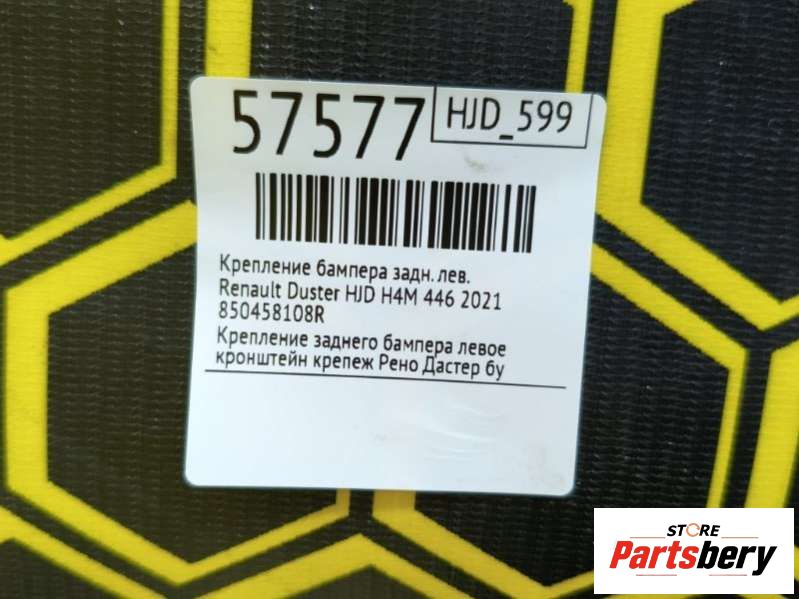 57577
HJD_599
Крепление бампера задн. лев.
Renault Duster HJD H4M 446 2021
850458108R
Крепление заднего бампера левое
кронштейн крепеж Рено Дастер бу
STORE
Partsbery